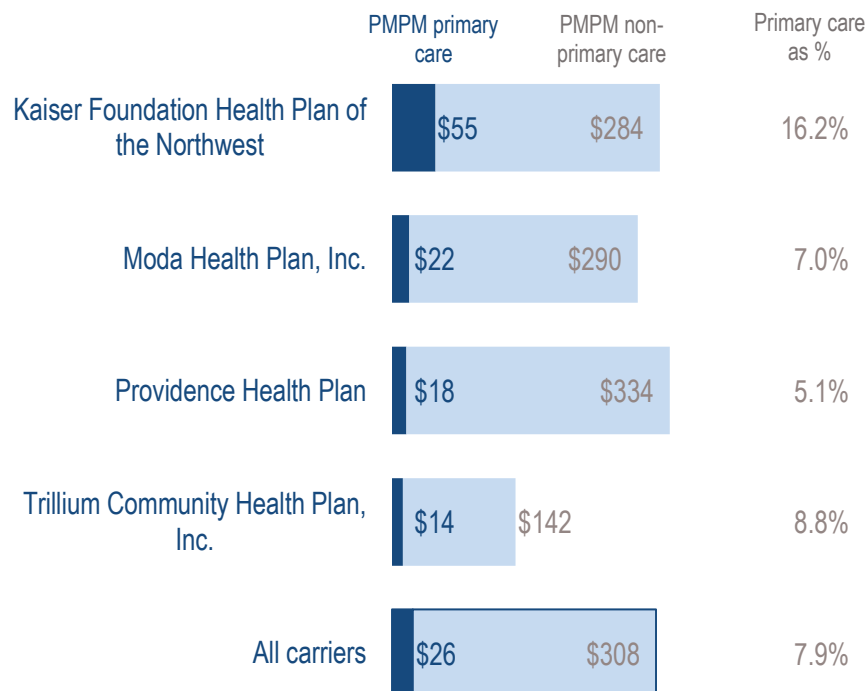 PMPM primary care
PMPM non-primary care
Primary care as %
Kaiser Foundation Health Plan of
the Northwest
$55
$284
16.2%
Moda Health Plan, Inc.
$22
$290
7.0%
Providence Health Plan
$18
$334
5.1%
Trillium Community Health Plan,
Inc.
$14
$142
8.8%
All carriers
$26
$308
7.9%